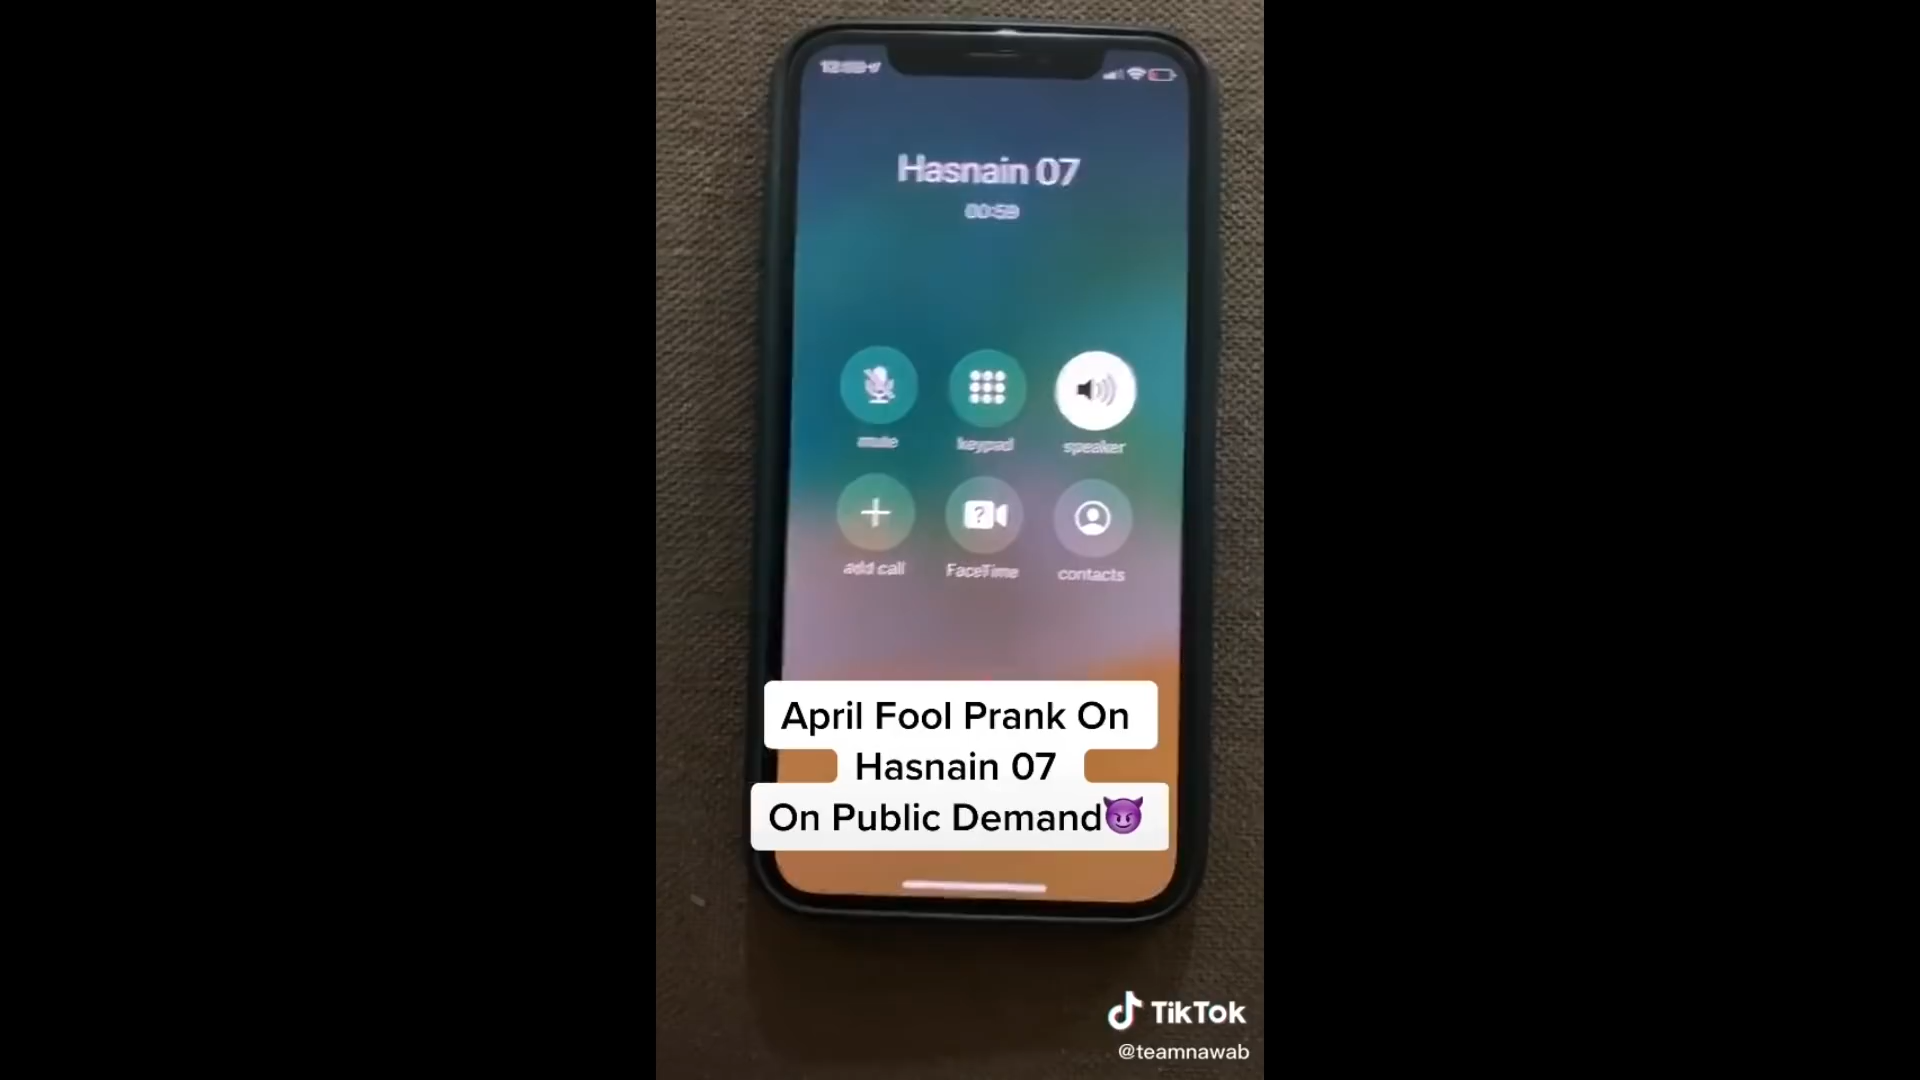 Hasnain 07
00:59
mute
keypad
speaker
add call
FaceTime
contacts
April Fool Prank On
Hasnain 07
On Public Demand😈
TikTok
@teamnawab